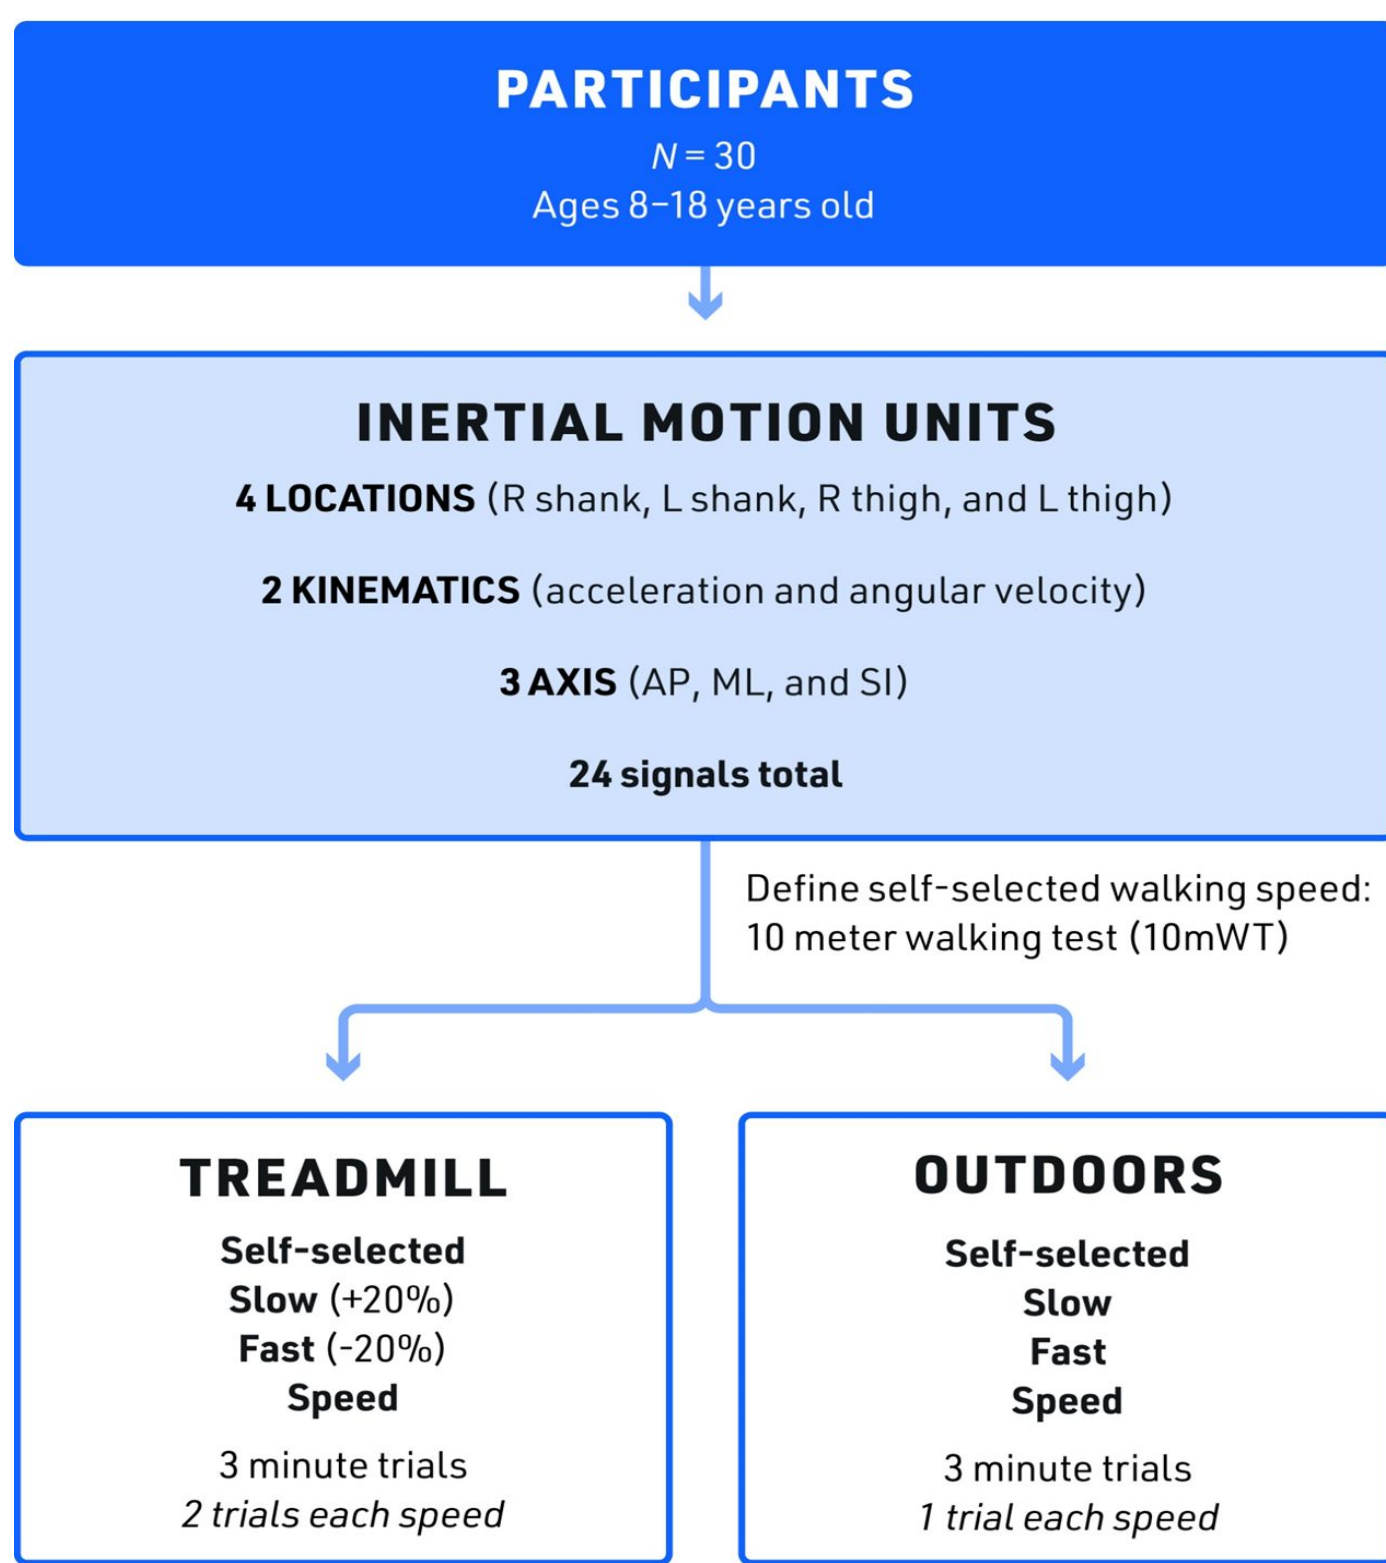 PARTICIPANTS
N = 30
Ages 8–18 years old
INERTIAL MOTION UNITS
4 LOCATIONS (R shank, L shank, R thigh, and L thigh)
2 KINEMATICS (acceleration and angular velocity)
3 AXIS (AP, ML, and SI)
24 signals total
Define self-selected walking speed:
10 meter walking test (10mWT)
TREADMILL
Self-selected
Slow (+20%)
Fast (-20%)
Speed
3 minute trials
2 trials each speed
OUTDOORS
Self-selected
Slow
Fast
Speed
3 minute trials
1 trial each speed